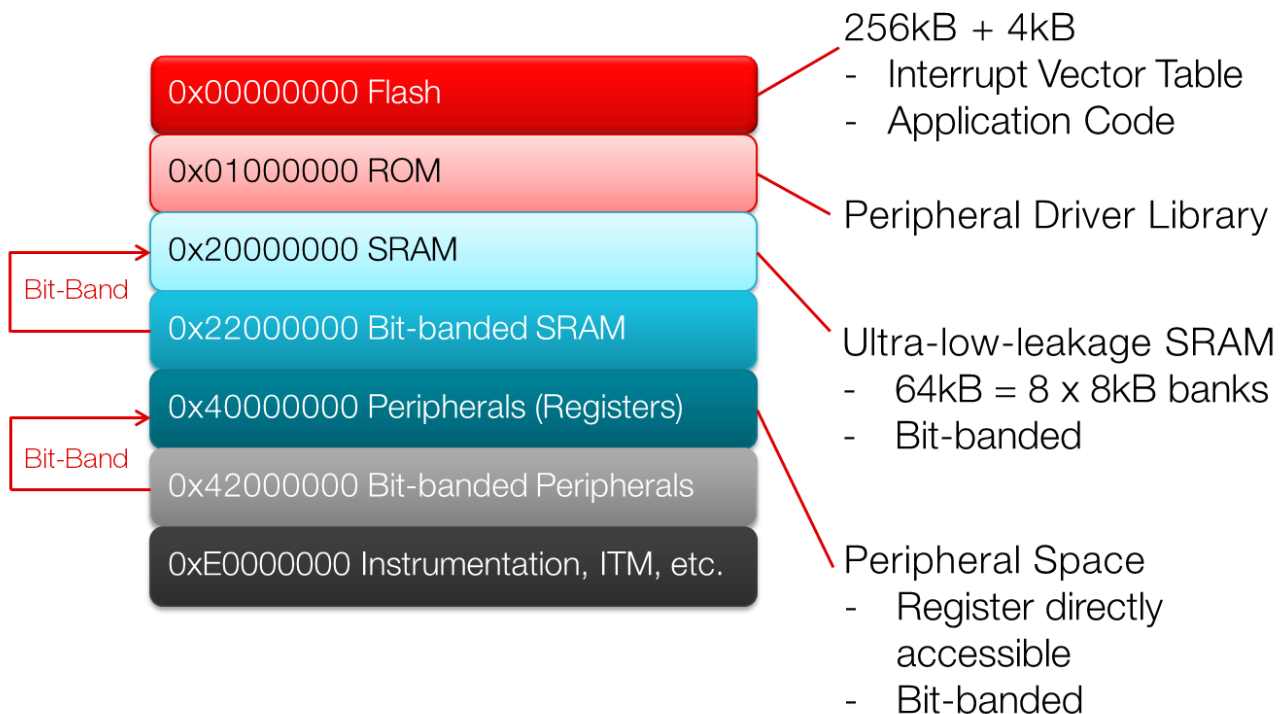 0x00000000 Flash
0x01000000 ROM
0x20000000 SRAM
0x22000000 Bit-banded SRAM
0x40000000 Peripherals (Registers)
0x42000000 Bit-banded Peripherals
0xE0000000 Instrumentation, ITM, etc.
Bit-Band
Bit-Band
256kB + 4kB
- Interrupt Vector Table
- Application Code
Peripheral Driver Library
Ultra-low-leakage SRAM
- 64kB = 8 x 8kB banks
- Bit-banded
Peripheral Space
- Register directly
accessible
- Bit-banded